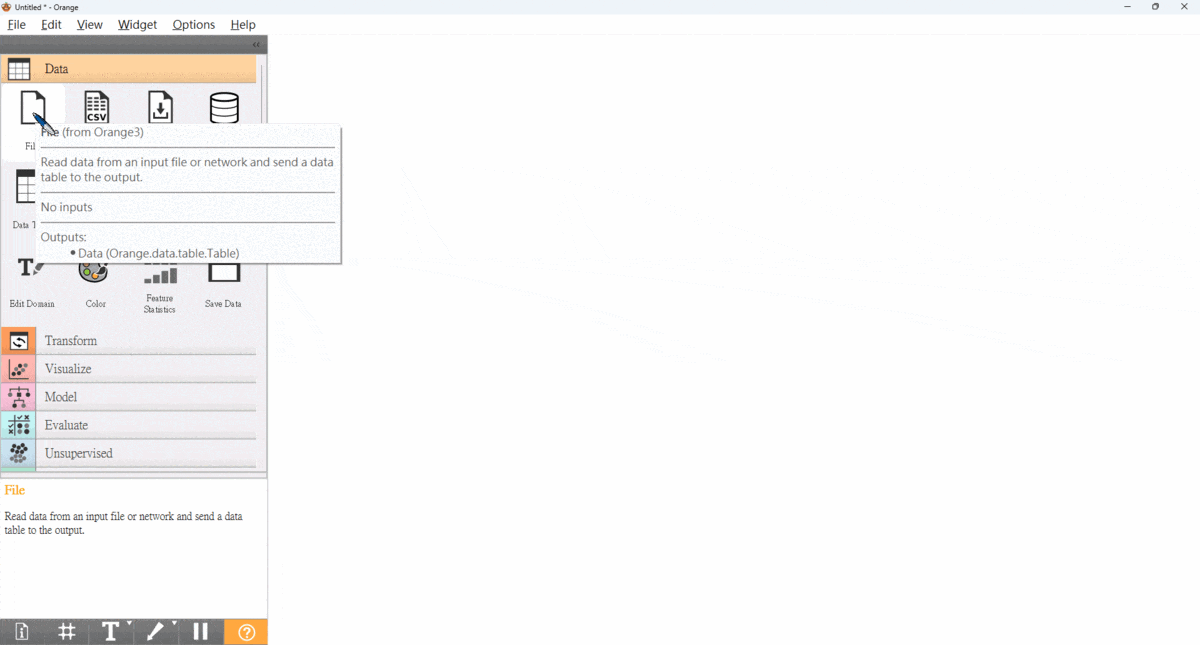 Untitled * - Orange
File Edit View Widget Options Help
«
Data
CSV
File (from Orange3)
Read data from an input file or network and send a data
table to the output.
No inputs
Outputs:
• Data (Orange.data.table.Table)
Fil
Data T
Edit Domain
Color
Feature
Statistics
Save Data
Transform
Visualize
Model
Evaluate
Unsupervised
File
Read data from an input file or network and send a data
table to the output.